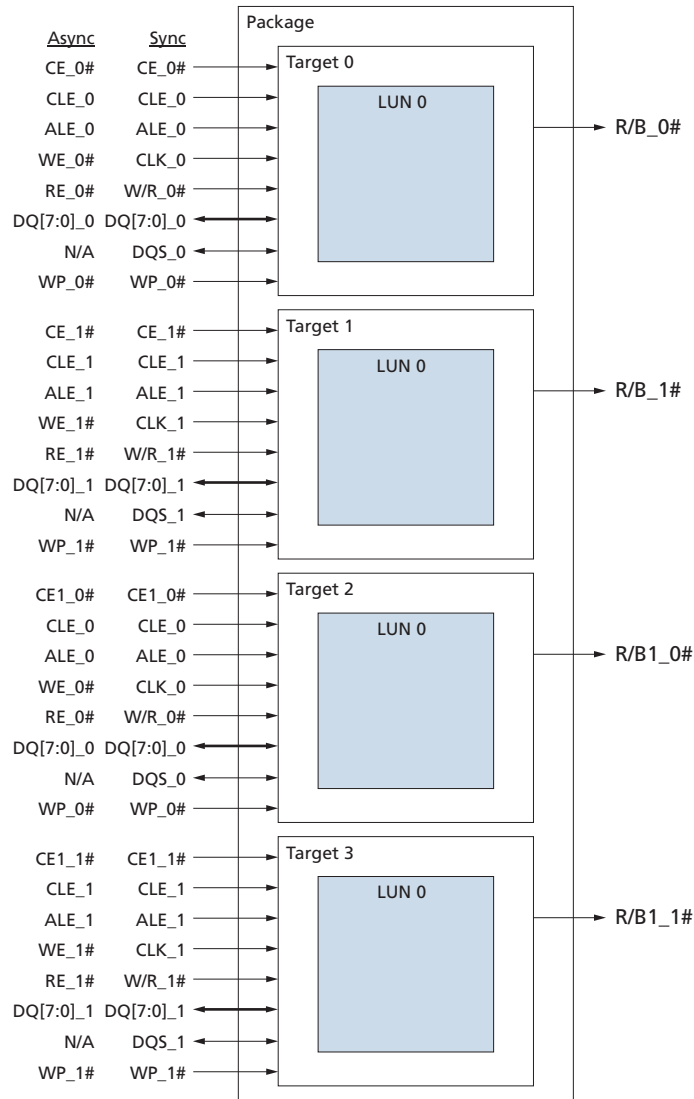 Package
Async Sync
Target 0
CE_0# CE_0#
LUN 0
CLE_0 CLE_0
ALE_0 ALE_0
R/B_0#
WE_0# CLK_0
RE_0# W/R_0#
DQ[7:0]_0 DQ[7:0]_0
N/A DQS_0
WP_0# WP_0#
Target 1
CE_1# CE_1#
LUN 0
CLE_1 CLE_1
ALE_1 ALE_1
R/B_1#
WE_1# CLK_1
RE_1# W/R_1#
DQ[7:0]_1 DQ[7:0]_1
N/A DQS_1
WP_1# WP_1#
Target 2
CE1_0# CE1_0#
LUN 0
CLE_0 CLE_0
ALE_0 ALE_0
R/B1_0#
WE_0# CLK_0
RE_0# W/R_0#
DQ[7:0]_0 DQ[7:0]_0
N/A DQS_0
WP_0# WP_0#
Target 3
CE1_1# CE1_1#
LUN 0
CLE_1 CLE_1
ALE_1 ALE_1
R/B1_1#
WE_1# CLK_1
RE_1# W/R_1#
DQ[7:0]_1 DQ[7:0]_1
N/A DQS_1
WP_1# WP_1#